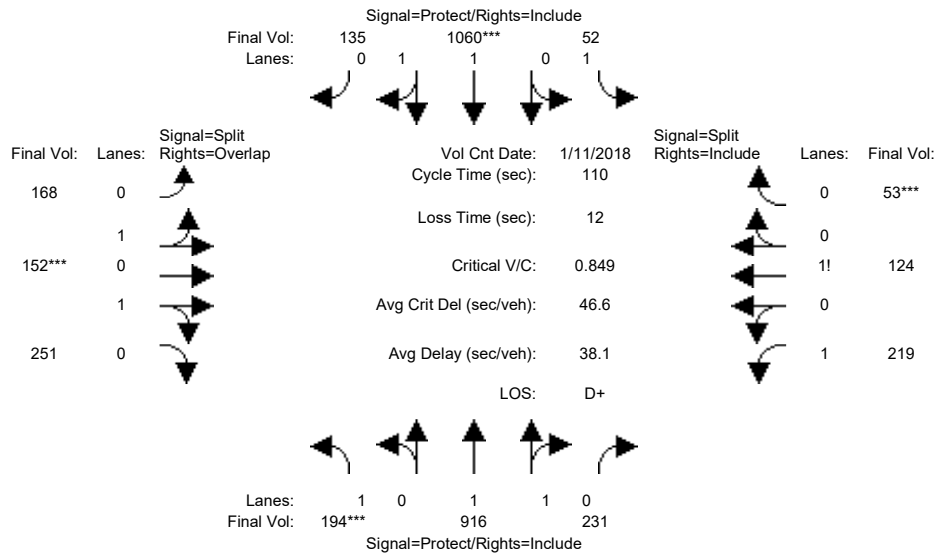 Signal=Protect/Rights=Include
Final Vol: 135 1060*** 52
Lanes: 0 1 1 0 1
Signal=Split
Final Vol: Lanes: Rights=Overlap
Vol Cnt Date: 1/11/2018
Signal=Split
Rights=Include Lanes: Final Vol:
Cycle Time (sec): 110
168 0
0 53***
Loss Time (sec): 12
1
0
152*** 0
Critical V/C: 0.849
1! 124
1
Avg Crit Del (sec/veh): 46.6
0
251 0
Avg Delay (sec/veh): 38.1
1 219
LOS: D+
Lanes: 1 0 1 1 0
Final Vol: 194*** 916 231
Signal=Protect/Rights=Include